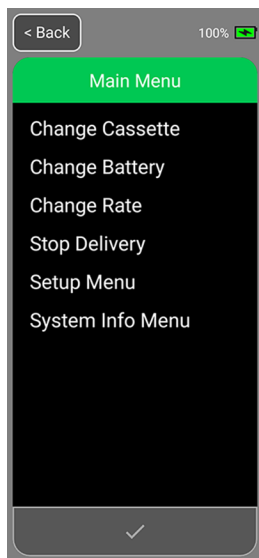 < Back
100%
Main Menu
Change Cassette
Change Battery
Change Rate
Stop Delivery
Setup Menu
System Info Menu